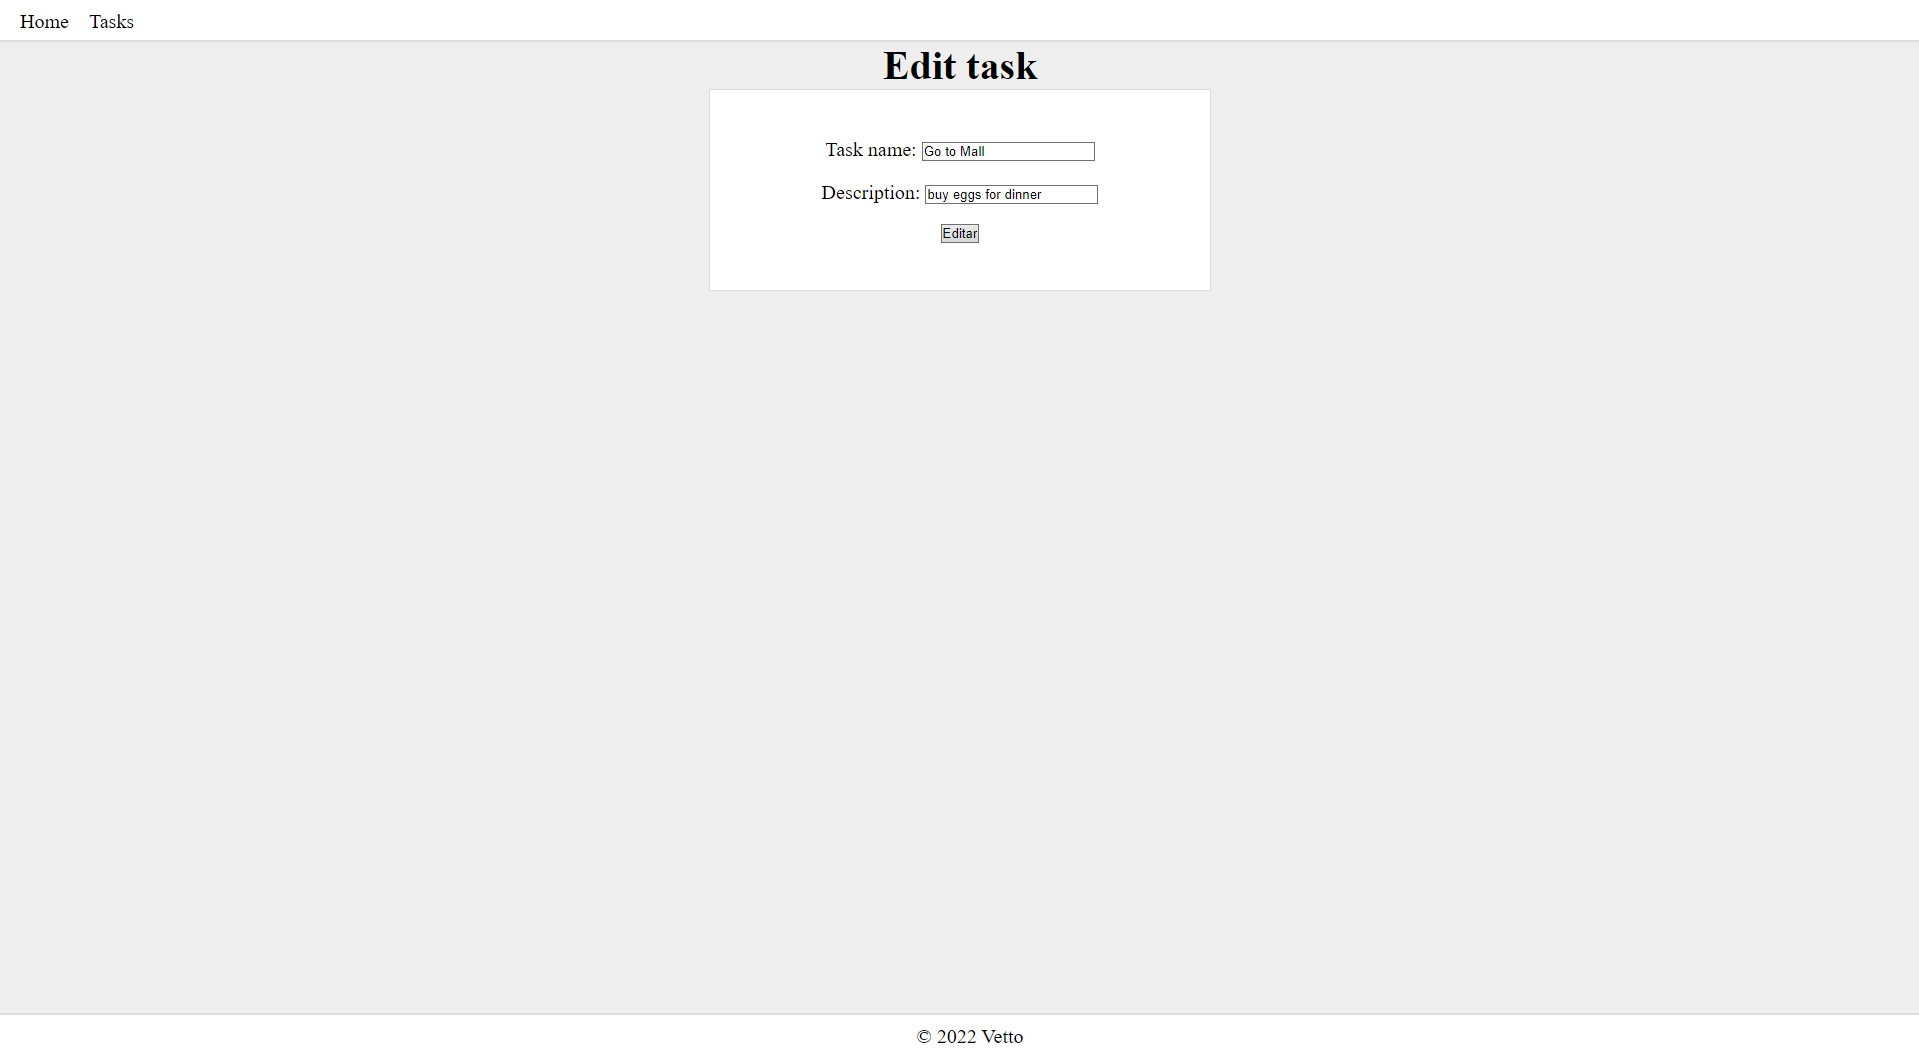 Home Tasks
Edit task
Task name: Go to Mall
Description: buy eggs for dinner
Editar
© 2022 Vetto